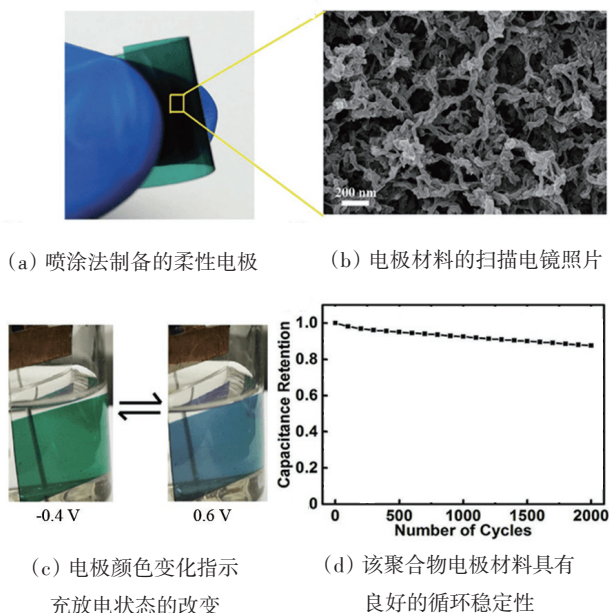 200 nm
(a) 喷涂法制备的柔性电极
(b) 电极材料的扫描电镜照片
-0.4 V
0.6 V
(c) 电极颜色变化指示
充放电状态的改变
Capacitance Retention
1.0
0.8
0.6
0.4
0.2
0
0
500
1000
1500
2000
Number of Cycles
(d) 该聚合物电极材料具有
良好的循环稳定性